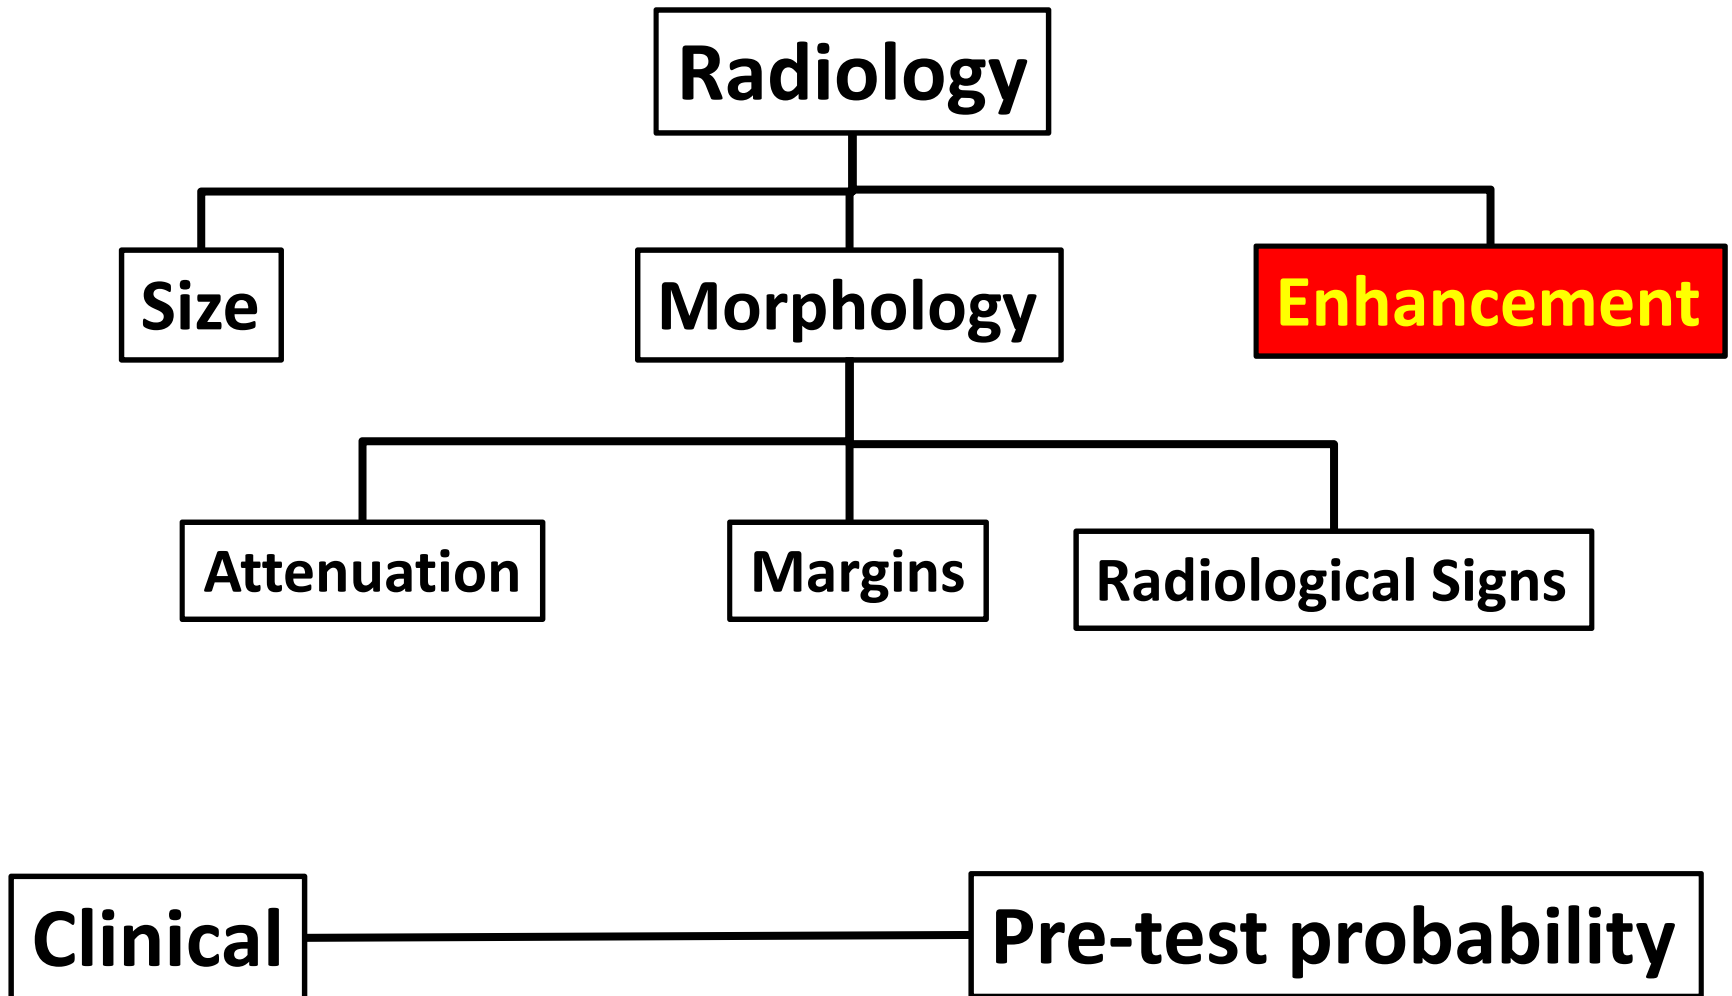 Radiology
Size
Morphology
Enhancement
Attenuation
Margins
Radiological Signs
Clinical
Pre-test probability